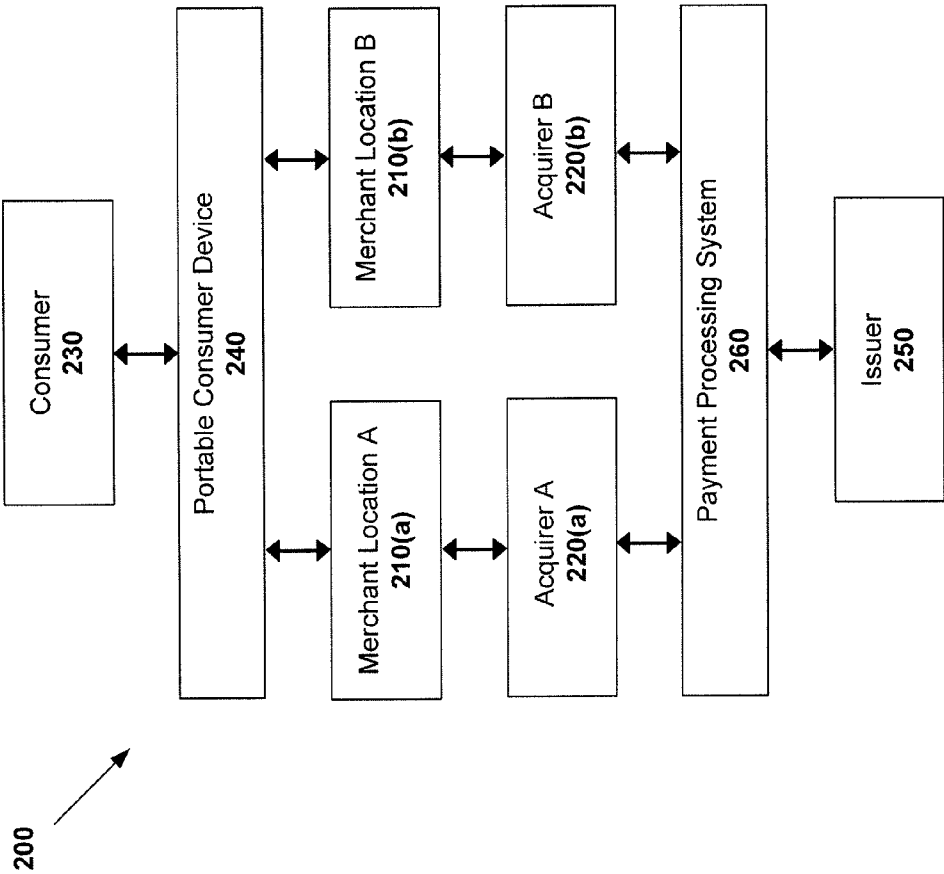 200
Consumer
230
Portable Consumer Device
240
Merchant Location A
210(a)
Merchant Location B
210(b)
Acquirer A
220(a)
Acquirer B
220(b)
Payment Processing System
260
Issuer
250